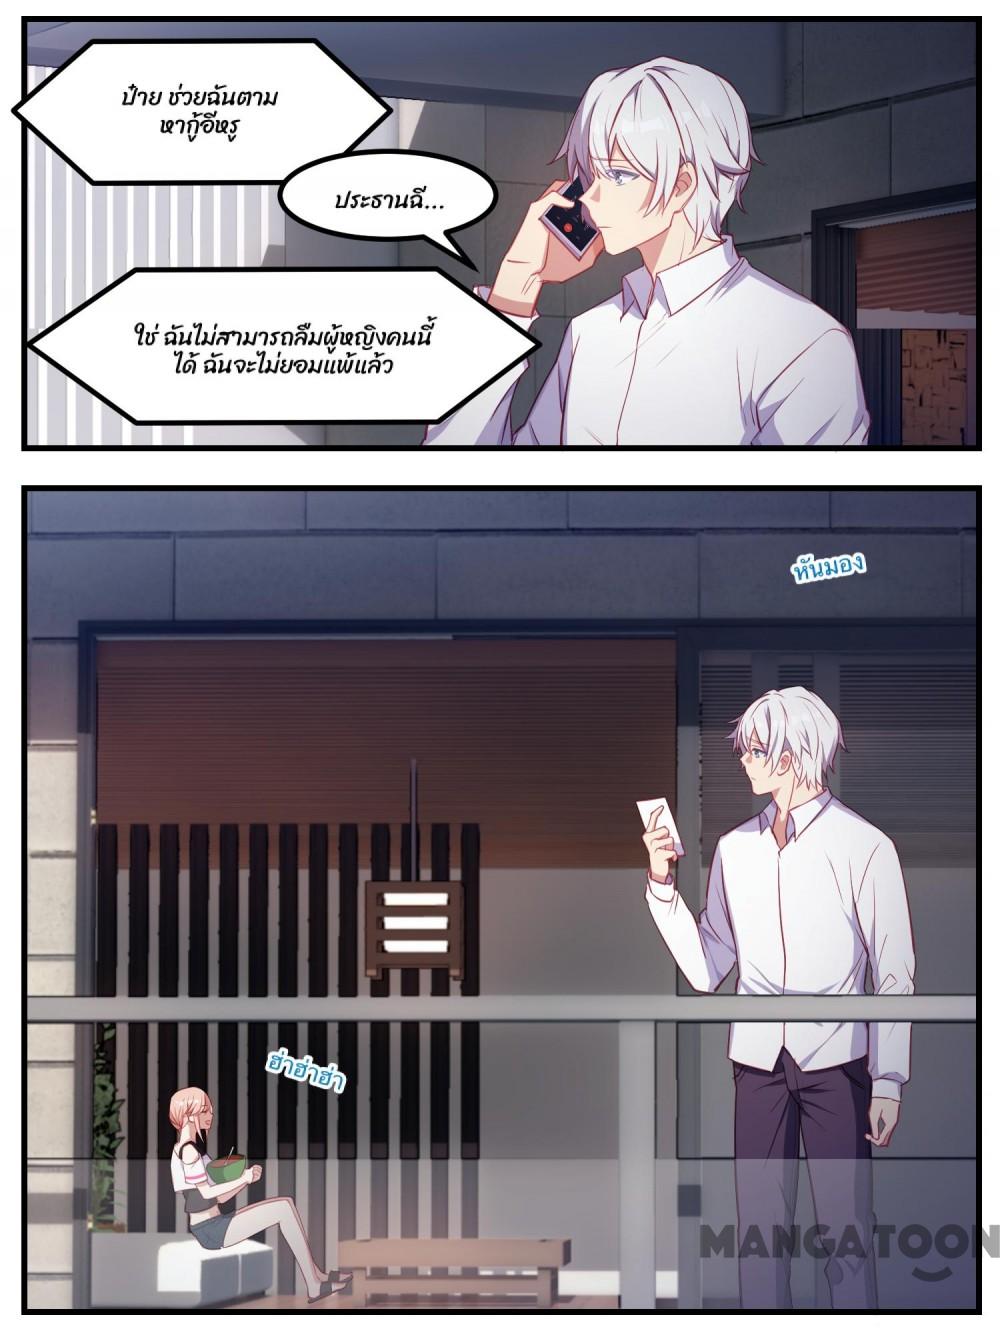 ป๋าย ช่วยฉันตาม
หากู้อีหรู
ประธานฉี...
ใช่ ฉันไม่สามารถลืมผู้หญิงคนนี้
ได้ ฉันจะไม่ยอมแพ้แล้ว
หันมอง
ฮ่าฮ่าฮ่า
MANGATOON